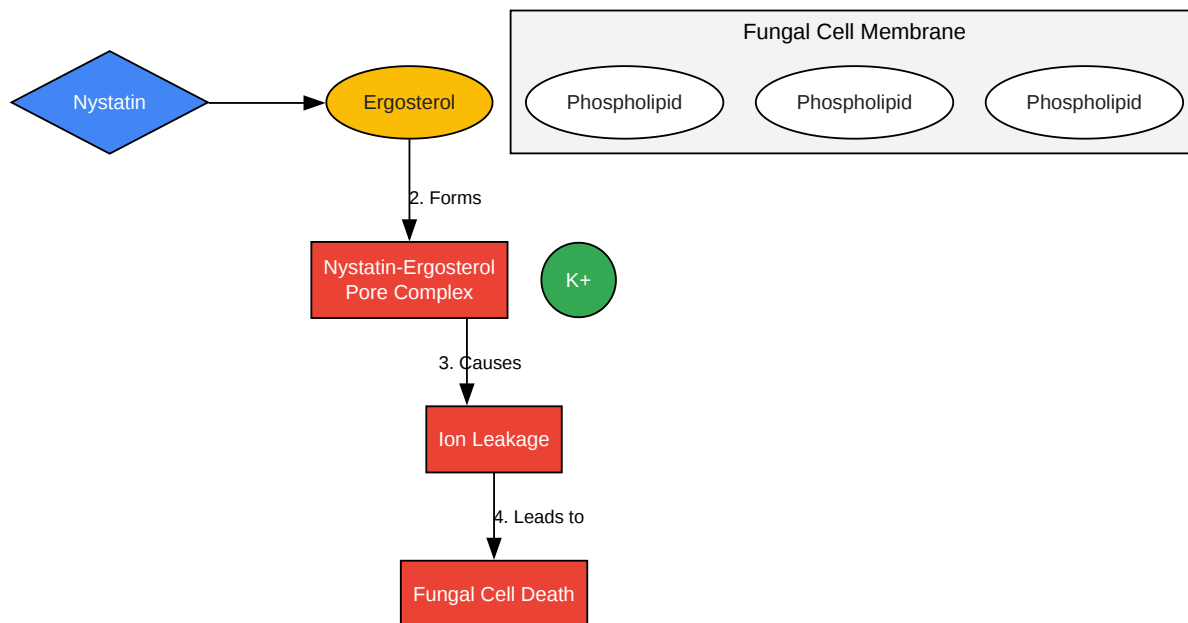 Fungal Cell Membrane
Nystatin
Ergosterol
Phospholipid
Phospholipid
Phospholipid
2. Forms
Nystatin-Ergosterol
Pore Complex
K+
3. Causes
Ion Leakage
4. Leads to
Fungal Cell Death